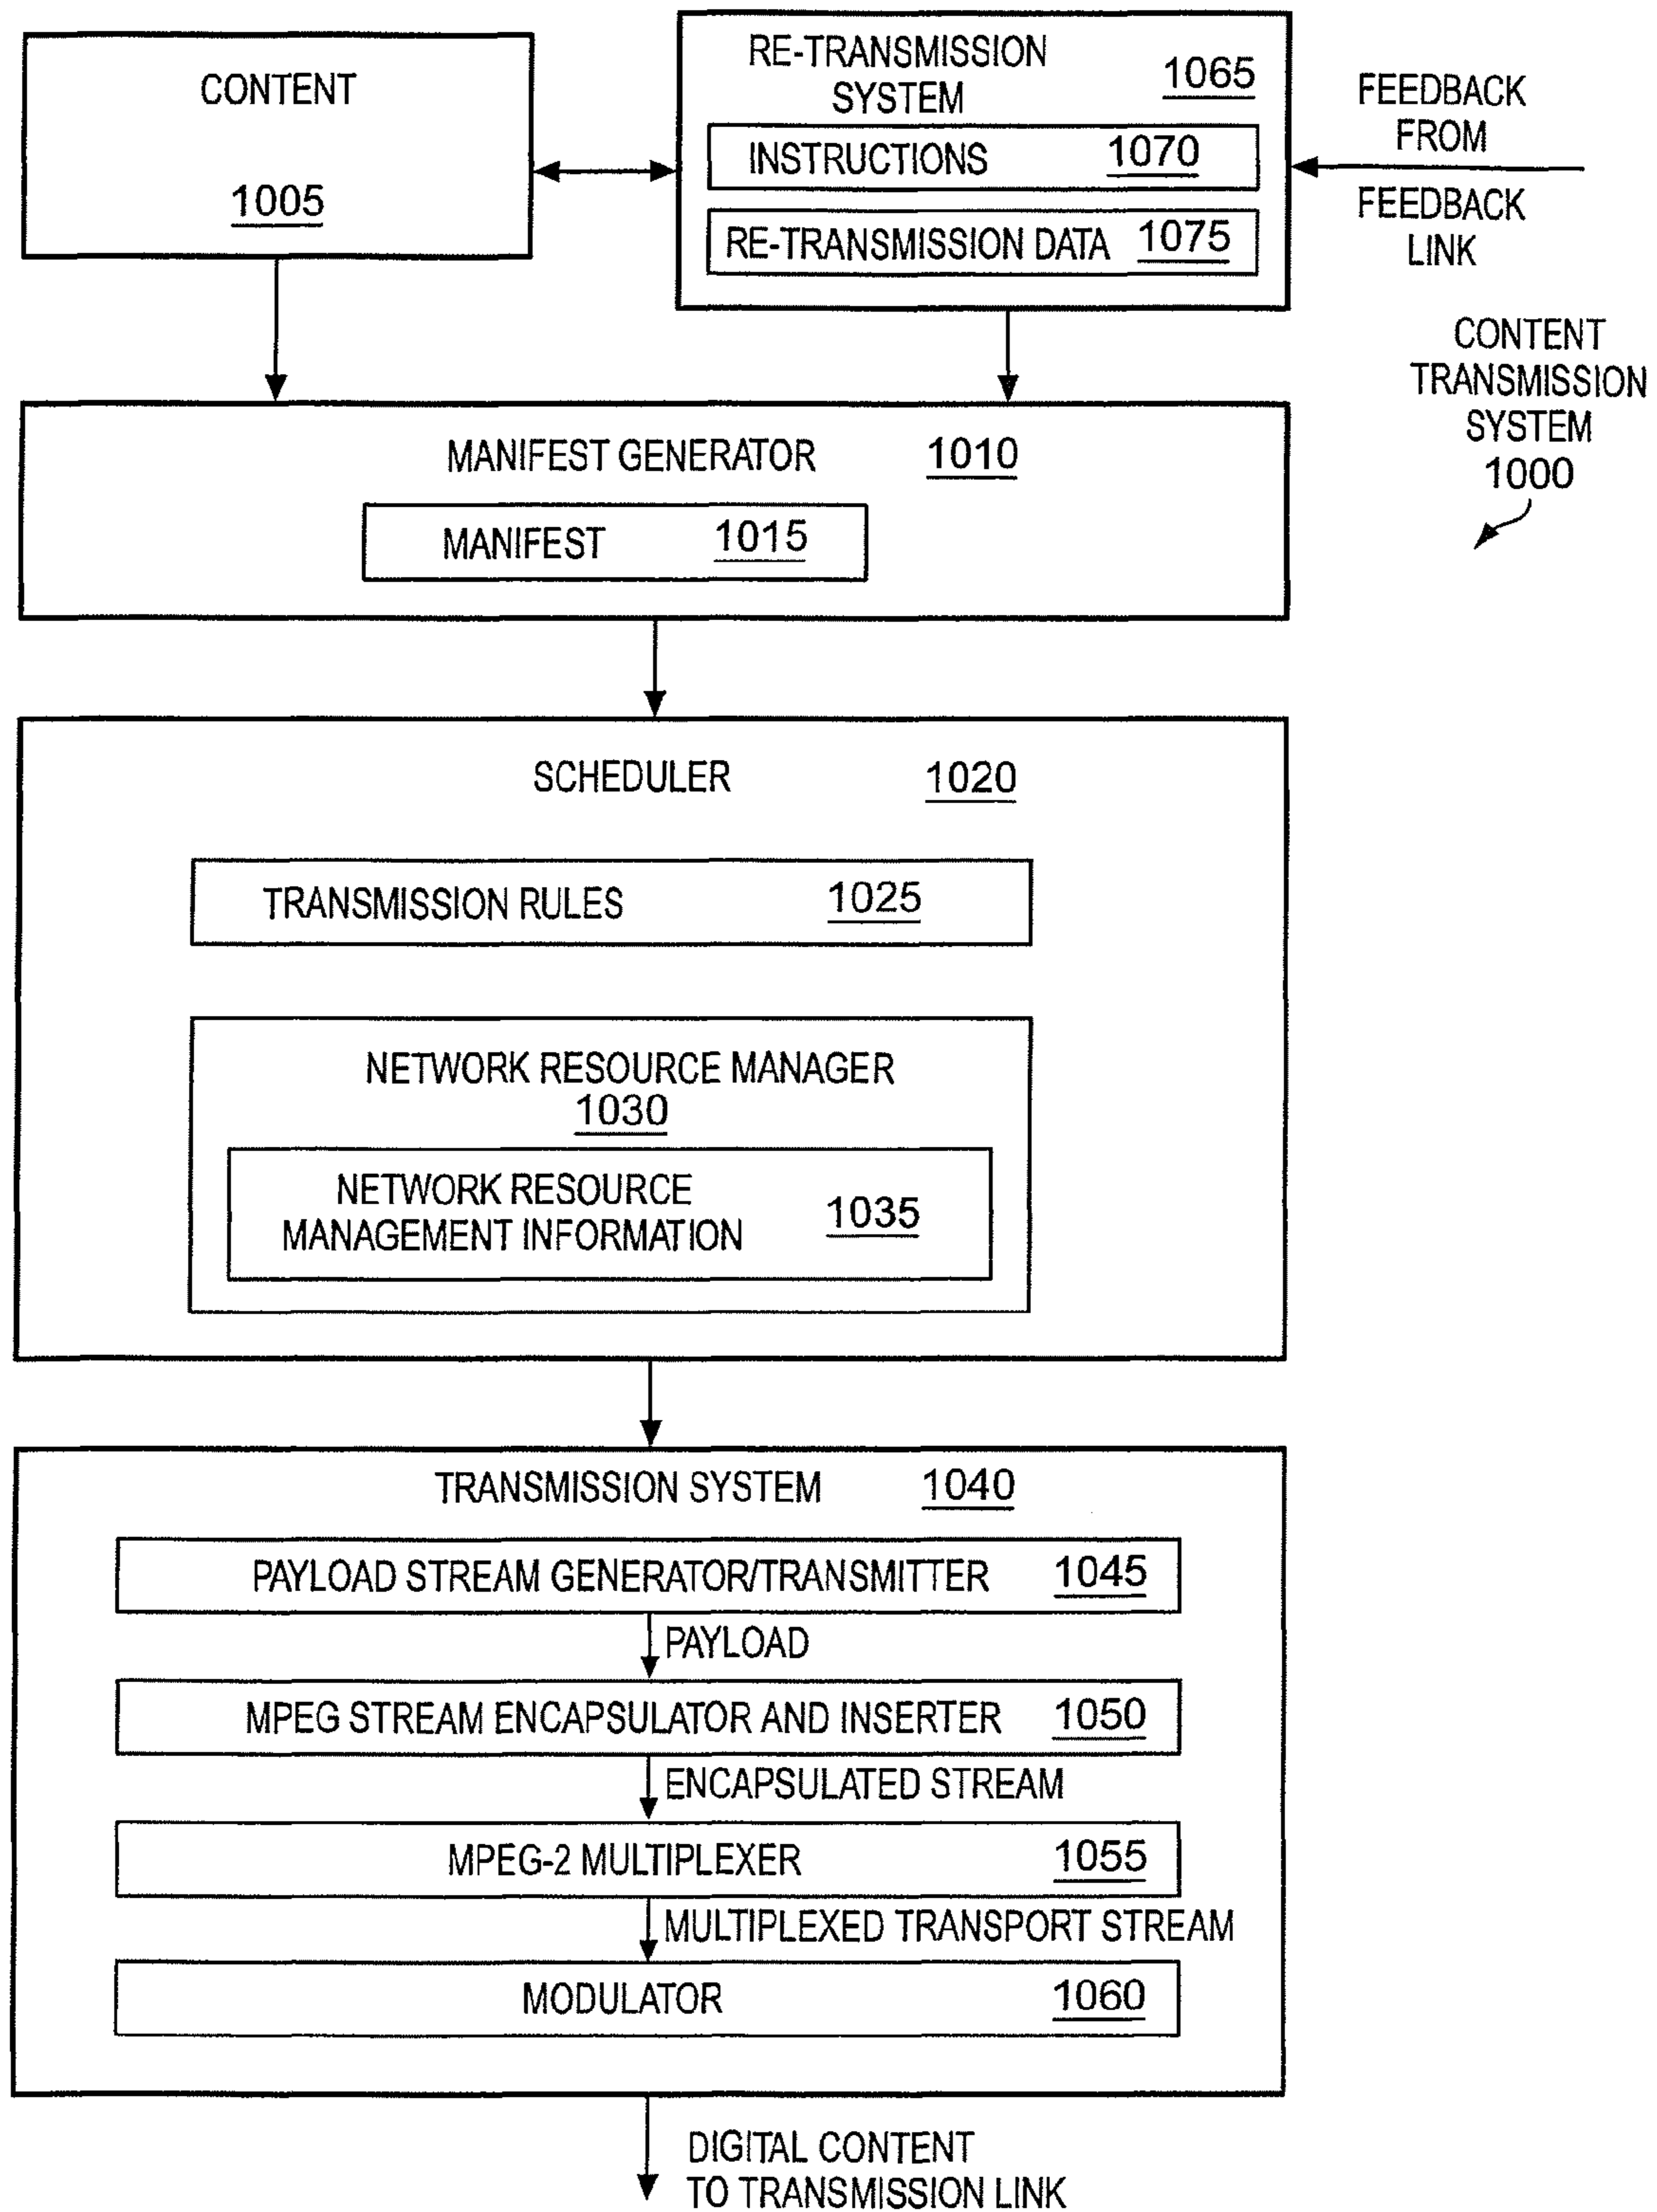 CONTENT
1005
RE-TRANSMISSION
SYSTEM
1065
INSTRUCTIONS 1070
RE-TRANSMISSION DATA 1075
FEEDBACK
FROM
FEEDBACK
LINK
CONTENT
TRANSMISSION
SYSTEM
1000
MANIFEST GENERATOR 1010
MANIFEST 1015
SCHEDULER 1020
TRANSMISSION RULES 1025
NETWORK RESOURCE MANAGER
1030
NETWORK RESOURCE
MANAGEMENT INFORMATION
1035
TRANSMISSION SYSTEM 1040
PAYLOAD STREAM GENERATOR/TRANSMITTER 1045
PAYLOAD
MPEG STREAM ENCAPSULATOR AND INSERTER 1050
ENCAPSULATED STREAM
MPEG-2 MULTIPLEXER 1055
MULTIPLEXED TRANSPORT STREAM
MODULATOR 1060
DIGITAL CONTENT
TO TRANSMISSION LINK